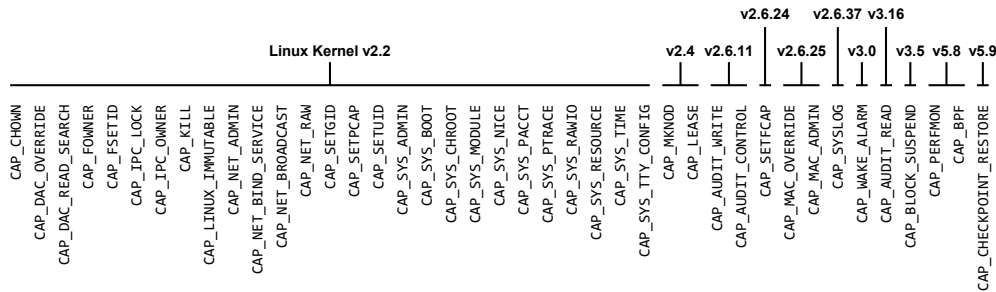 v2.6.24 v2.6.37 v3.16
Linux Kernel v2.2 v2.4 v2.6.11 v2.6.25 v3.0 v3.5 v5.8 v5.9
CAP_CHOWN
CAP_DAC_OVERRIDE
CAP_DAC_READ_SEARCH
CAP_FOWNER
CAP_FSETID
CAP_IPC_LOCK
CAP_IPC_OWNER
CAP_KILL
CAP_LINUX_IMMUTABLE
CAP_NET_ADMIN
CAP_NET_BIND_SERVICE
CAP_NET_BROADCAST
CAP_NET_RAW
CAP_SETGID
CAP_SETPCAP
CAP_SETUID
CAP_SYS_ADMIN
CAP_SYS_BOOT
CAP_SYS_CHROOT
CAP_SYS_MODULE
CAP_SYS_NICE
CAP_SYS_PACCT
CAP_SYS_PTRACE
CAP_SYS_RAWIO
CAP_SYS_RESOURCE
CAP_SYS_TIME
CAP_SYS_TTY_CONFIG
CAP_MKNOD
CAP_LEASE
CAP_AUDIT_WRITE
CAP_AUDIT_CONTROL
CAP_SETFCAP
CAP_MAC_OVERRIDE
CAP_MAC_ADMIN
CAP_SYSLOG
CAP_WAKE_ALARM
CAP_AUDIT_READ
CAP_BLOCK_SUSPEND
CAP_PERFMON
CAP_BPF
CAP_CHECKPOINT_RESTORE